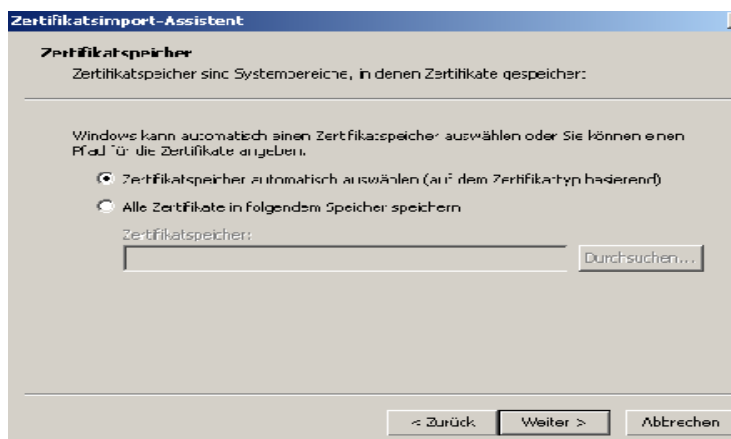 Zertifikatsimport-Assistent
Zertifikatspeicher
Zertifikatspeicher sind Systembereiche, in denen Zertifikate gespeichert
Windows kann automatisch einen Zertifikatspeicher auswählen oder Sie können einen
Pfad für die Zertifikate angeben.
Zertifikatspeicher automatisch auswählen (auf dem Zertifikattyp basierend)
Alle Zertifikate in folgendem Speicher speichern
Zertifikatspeicher:
Durchsuchen...
< Zurück
Weiter >
Abbrechen